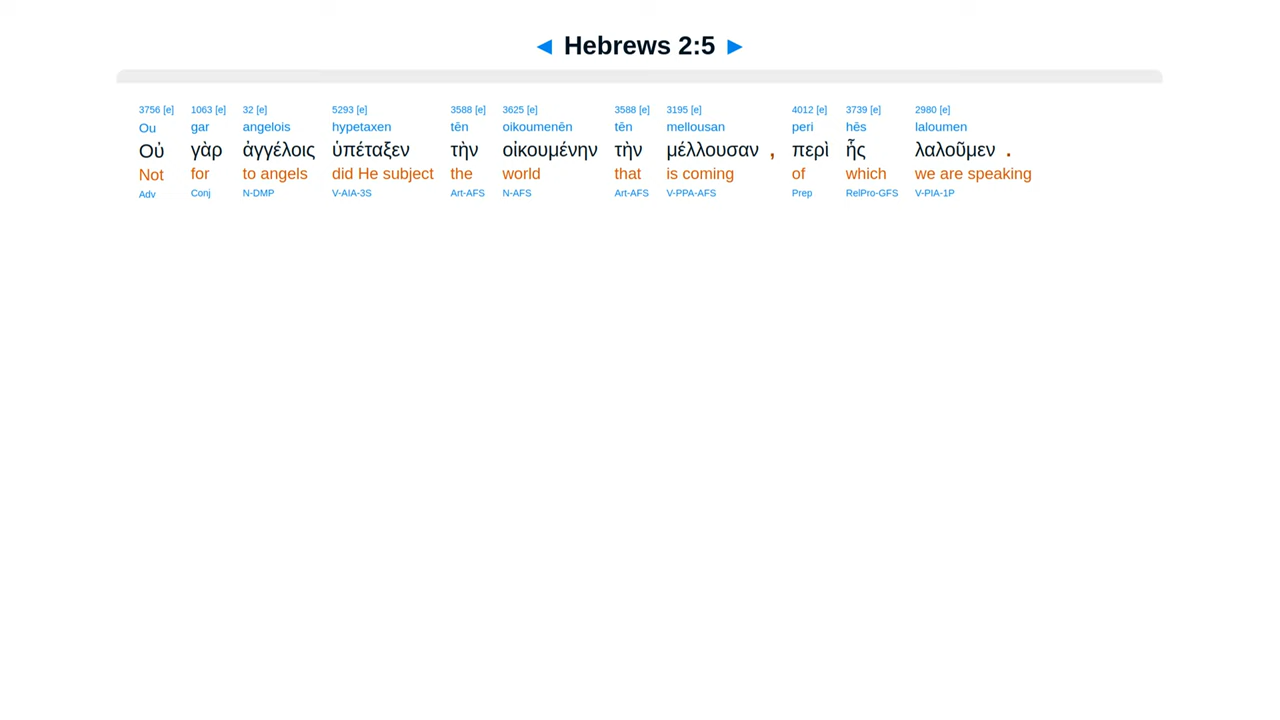 ◄ Hebrews 2:5 ►
3756 [e] 1063 [e] 32 [e] 5293 [e] 3588 [e] 3625 [e] 3588 [e] 3195 [e] 4012 [e] 3739 [e] 2980 [e]
Ou gar angelois hypetaxen tēn oikoumenēn tēn mellousan peri hēs laloumen
Οὐ γὰρ ἀγγέλοις ὑπέταξεν τὴν οἰκουμένην τὴν μέλλουσαν , περὶ ἧς λαλοῦμεν .
Not for to angels did He subject the world that is coming of which we are speaking
Adv Conj N-DMP V-AIA-3S Art-AFS N-AFS Art-AFS V-PPA-AFS Prep RelPro-GFS V-PIA-1P